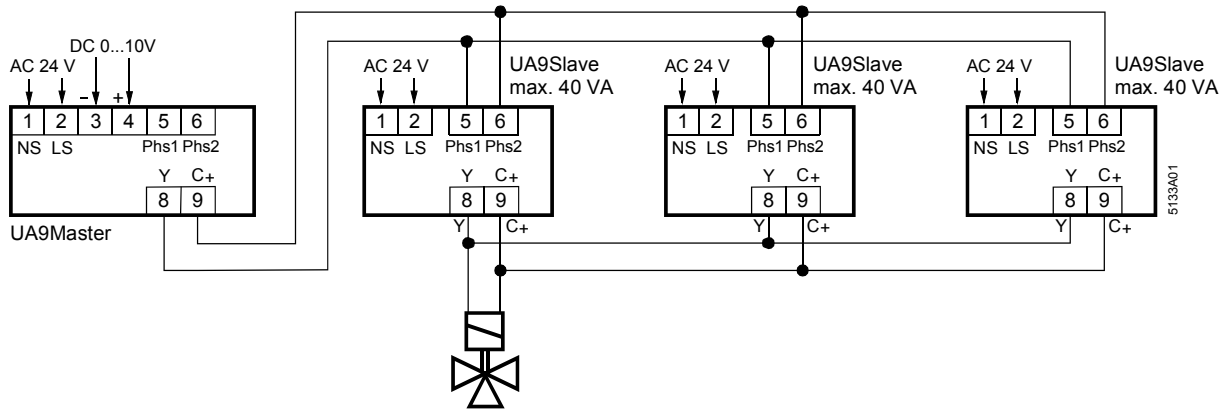 DC 0...10V
AC 24 V
– +
1 2 3 4 5 6
NS LS Phs1 Phs2
Y C+
8 9
UA9Master
AC 24 V
UA9Slave
max. 40 VA
1 2 5 6
NS LS Phs1 Phs2
Y C+
8 9
Y C+
AC 24 V
UA9Slave
max. 40 VA
1 2 5 6
NS LS Phs1 Phs2
Y C+
8 9
Y C+
AC 24 V
UA9Slave
max. 40 VA
1 2 5 6
NS LS Phs1 Phs2
Y C+
8 9
Y C+
5133A01